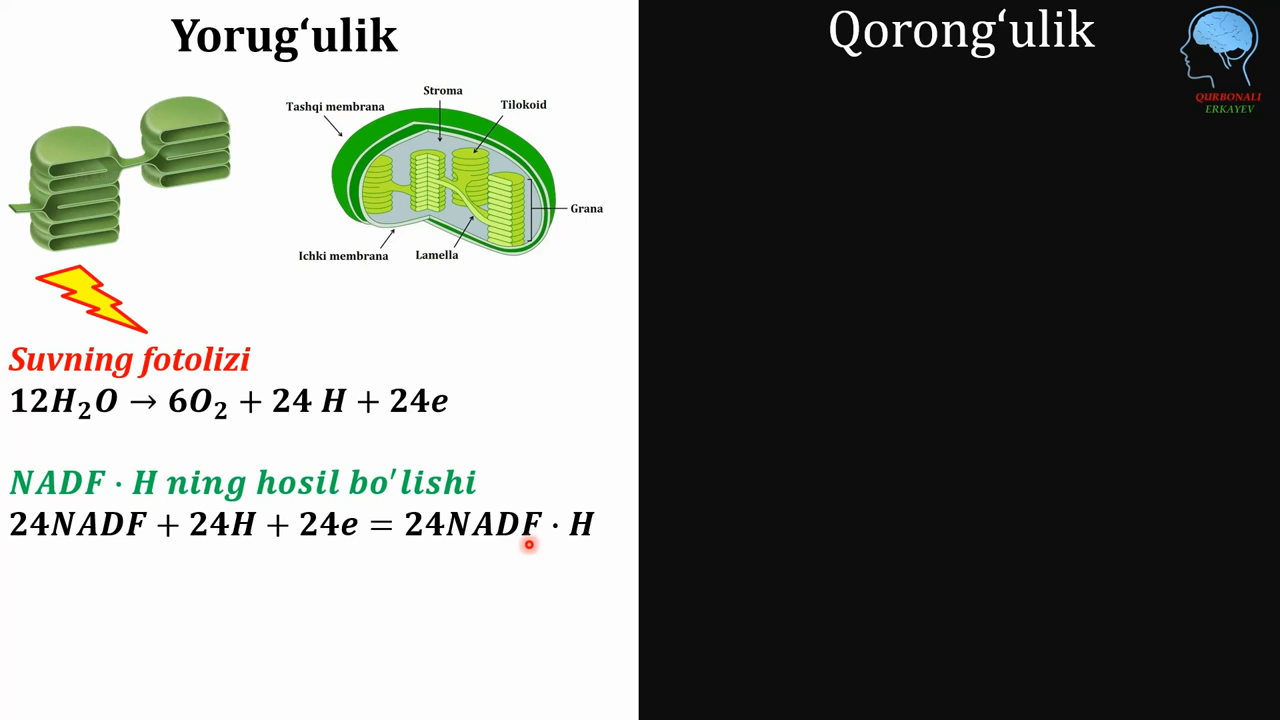 Yorug‘ulik
Tashqi membrana
Stroma
Tilokoid
Grana
Ichki membrana
Lamella
Suvning fotolizi
12H₂O → 6O₂ + 24 H + 24e
NADF · H ning hosil bo'lishi
24NADF + 24H + 24e = 24NADF · H
Qorong‘ulik
QURBONALI
ERKAYEV